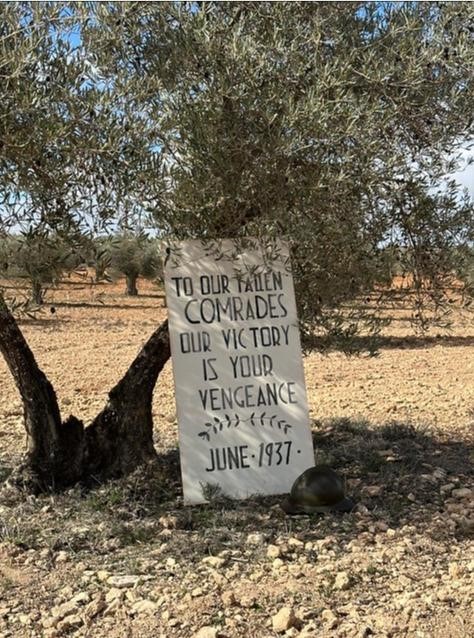 TO OUR FALLEN
COMRADES
OUR VICTORY
IS YOUR
VENGEANCE
JUNE·1937·